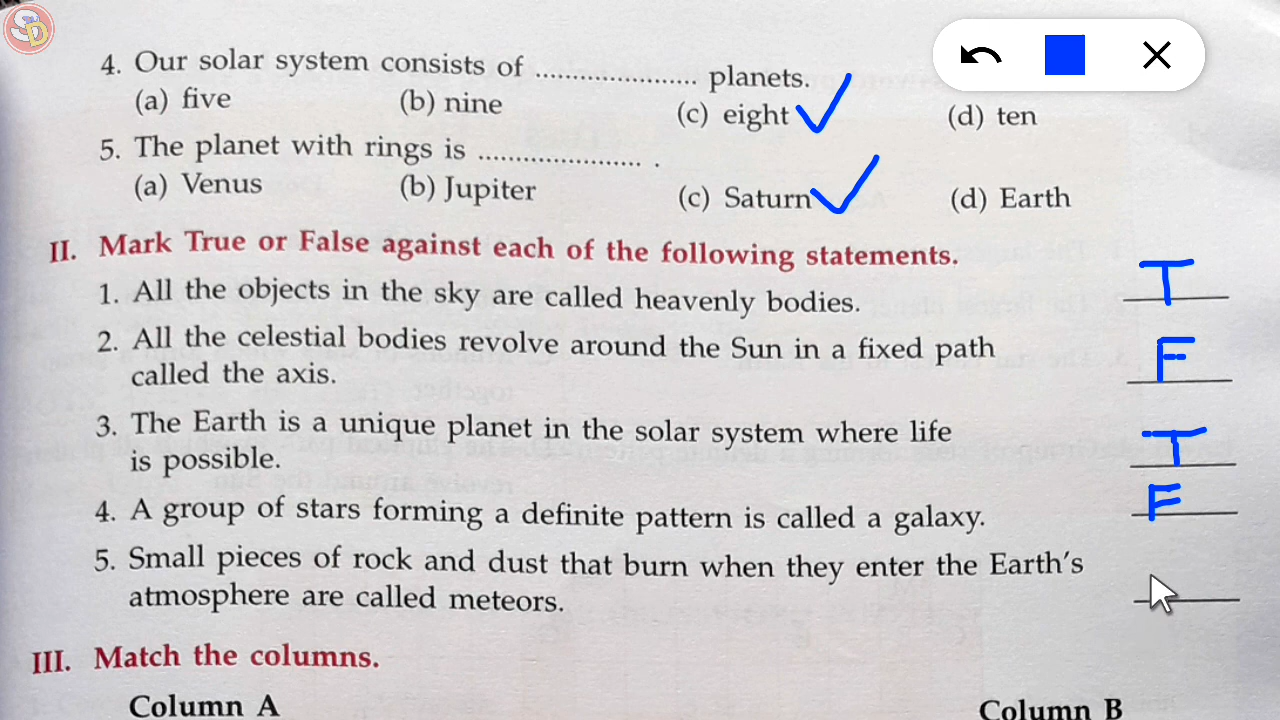 SD
4. Our solar system consists of ..................... planets.
(a) five (b) nine (c) eight (d) ten
5. The planet with rings is ...................... .
(a) Venus (b) Jupiter (c) Saturn (d) Earth
II. Mark True or False against each of the following statements.
1. All the objects in the sky are called heavenly bodies. T
2. All the celestial bodies revolve around the Sun in a fixed path
called the axis. F
3. The Earth is a unique planet in the solar system where life
is possible. T
4. A group of stars forming a definite pattern is called a galaxy. F
5. Small pieces of rock and dust that burn when they enter the Earth's
atmosphere are called meteors.
III. Match the columns.
Column A Column B